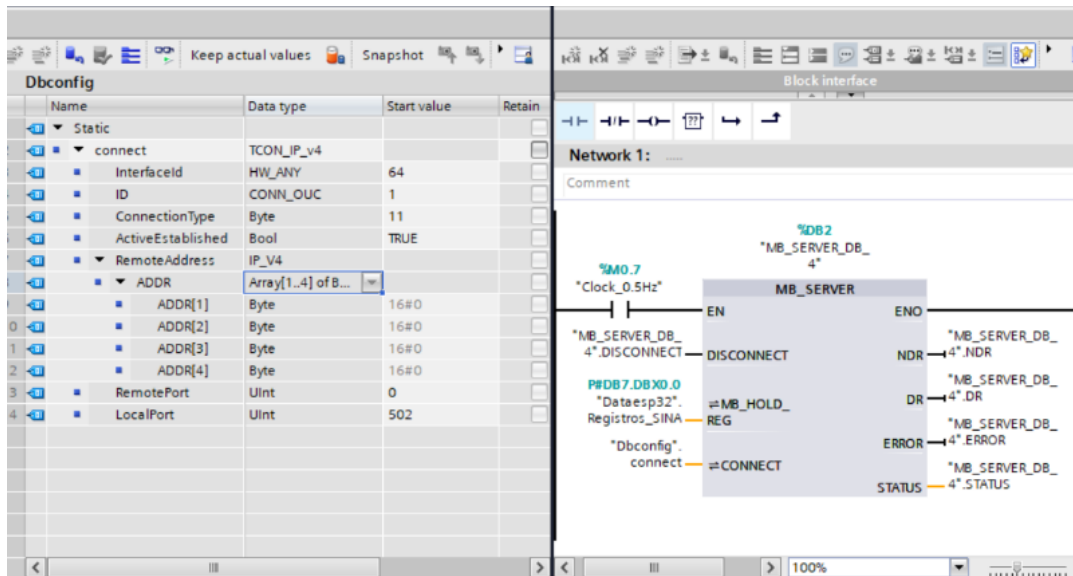 Keep actual values Snapshot
Dbconfig
Name Data type Start value Retain
Static
connect TCON_IP_v4
InterfaceId HW_ANY 64
ID CONN_OUC 1
ConnectionType Byte 11
ActiveEstablished Bool TRUE
RemoteAddress IP_V4
ADDR Array[1..4] of B...
ADDR[1] Byte 16#0
0 ADDR[2] Byte 16#0
1 ADDR[3] Byte 16#0
2 ADDR[4] Byte 16#0
3 RemotePort UInt 0
4 LocalPort UInt 502
Block interface
??
Network 1: .....
Comment
%DB2
"MB_SERVER_DB_
4"
%M0.7
"Clock_0.5Hz"
MB_SERVER
EN ENO
"MB_SERVER_DB_
4".DISCONNECT DISCONNECT
NDR "MB_SERVER_DB_
4".NDR
P#DB7.DBX0.0
"Dataesp32".
Registros_SINA
MB_HOLD_
REG
DR "MB_SERVER_DB_
4".DR
"Dbconfig".
connect CONNECT
ERROR "MB_SERVER_DB_
4".ERROR
STATUS "MB_SERVER_DB_
4".STATUS
100%